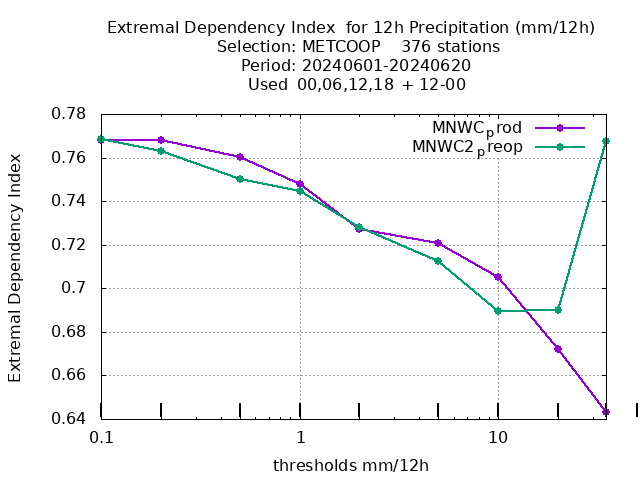 Extremal Dependency Index  for 12h Precipitation (mm/12h)
Selection: METCOOP    376 stations
Period: 20240601-20240620
Used  00,06,12,18 + 12-00
MNWCprod
MNWC2preop
Extremal Dependency Index
0.78
0.76
0.74
0.72
0.7
0.68
0.66
0.64
0.1
1
10
thresholds mm/12h